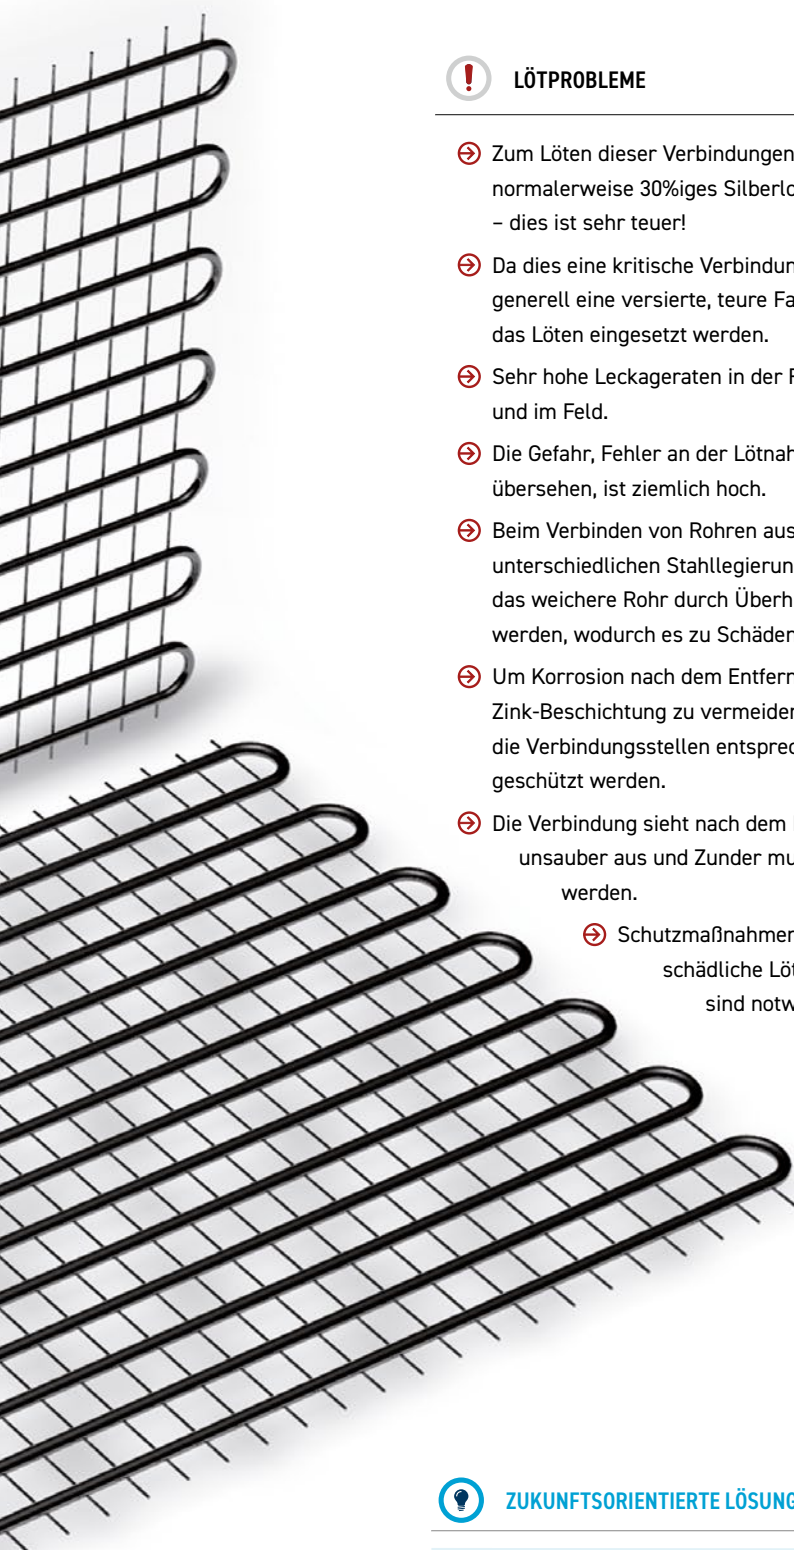 LÖTPROBLEME
Zum Löten dieser Verbindungen
normalerweise 30%iges Silberlo
– dies ist sehr teuer!
Da dies eine kritische Verbindun
generell eine versierte, teure Fa
das Löten eingesetzt werden.
Sehr hohe Leckageraten in der
und im Feld.
Die Gefahr, Fehler an der Lötnah
übersehen, ist ziemlich hoch.
Beim Verbinden von Rohren aus
unterschiedlichen Stahllegierun
das weichere Rohr durch Überh
werden, wodurch es zu Schäden
Um Korrosion nach dem Entfern
Zink-Beschichtung zu vermeiden
die Verbindungsstellen entsprec
geschützt werden.
Die Verbindung sieht nach dem
unsauber aus und Zunder mu
werden.
Schutzmaßnahmen
schädliche Löt
sind notw
ZUKUNFTSORIENTIERTE LÖSUNG